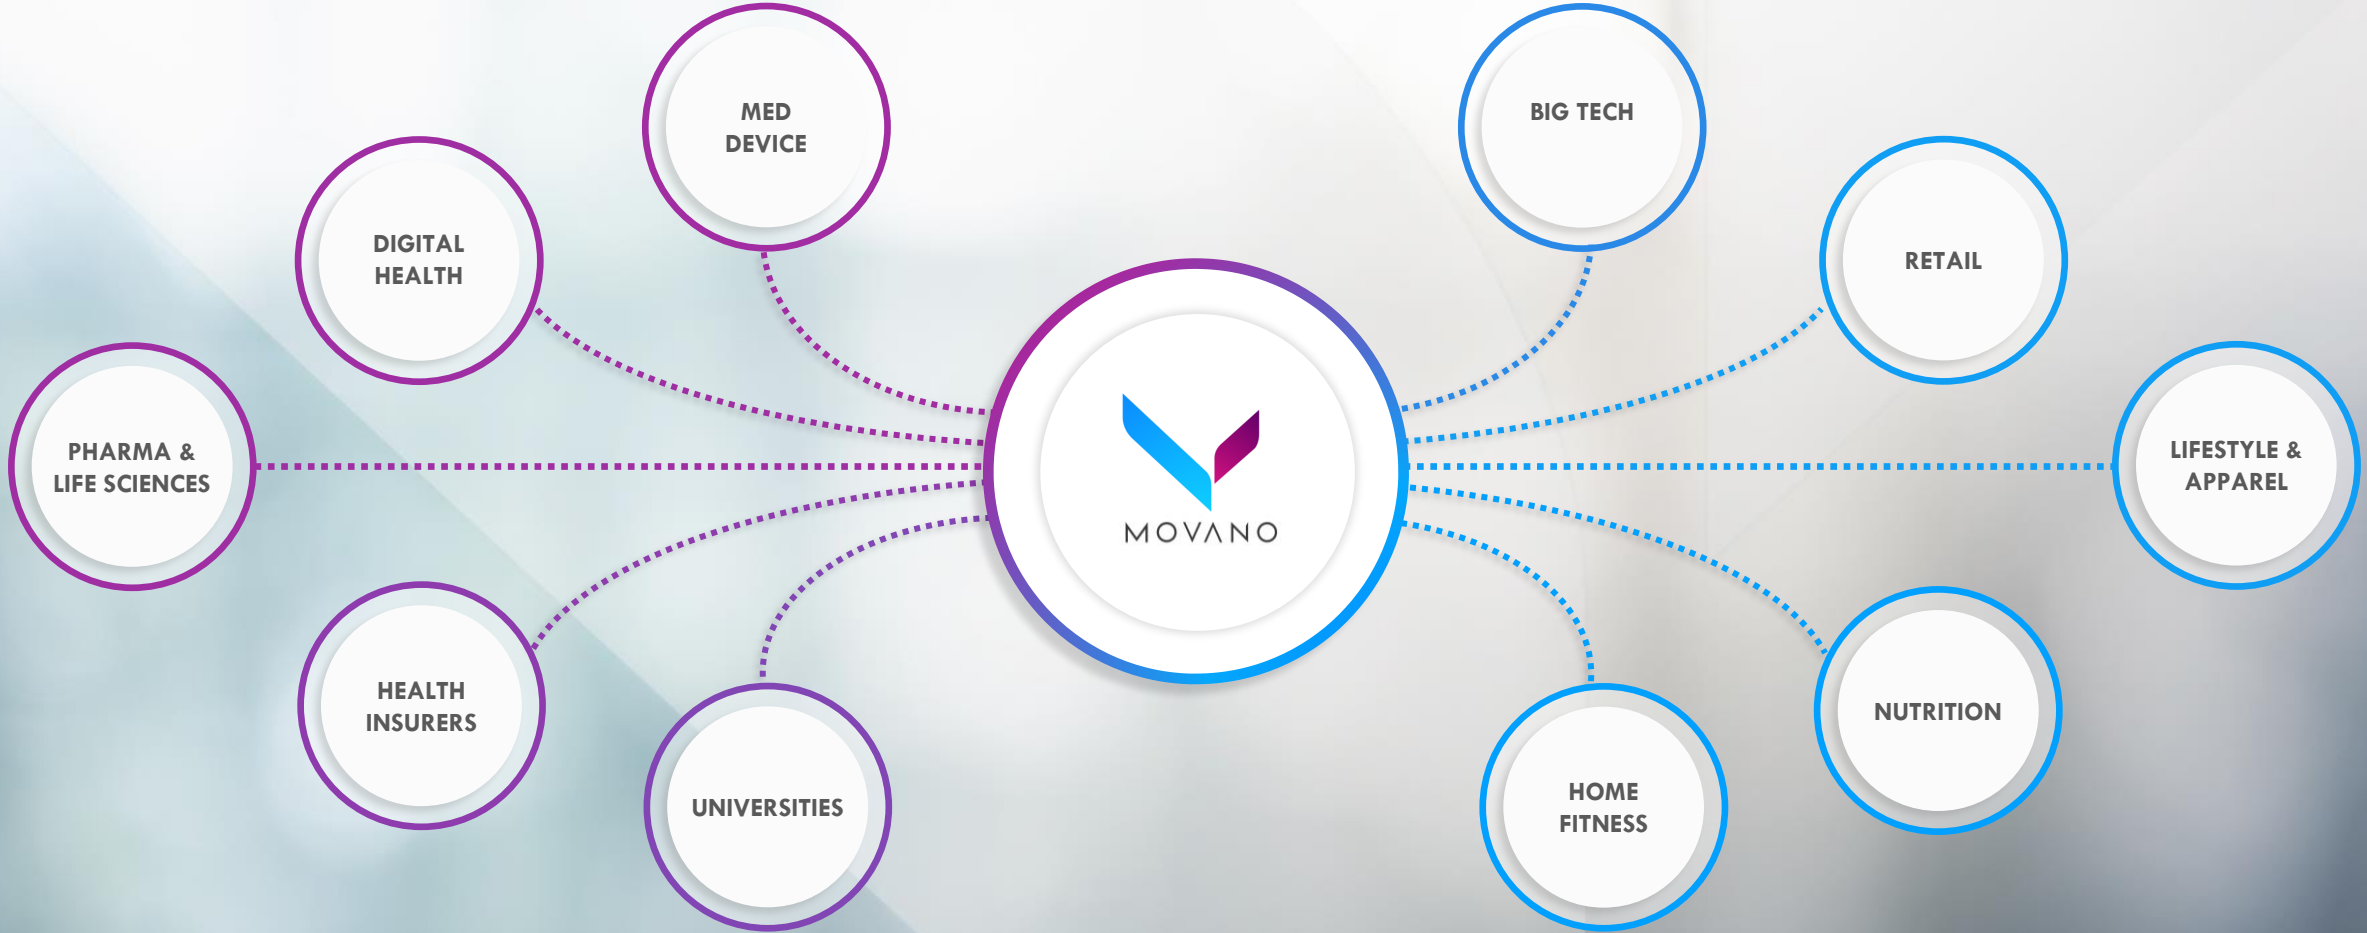 MED
DEVICE
BIG TECH
DIGITAL
HEALTH
RETAIL
PHARMA &
LIFE SCIENCES
LIFESTYLE &
APPAREL
MOVANO
HEALTH
INSURERS
NUTRITION
UNIVERSITIES
HOME
FITNESS